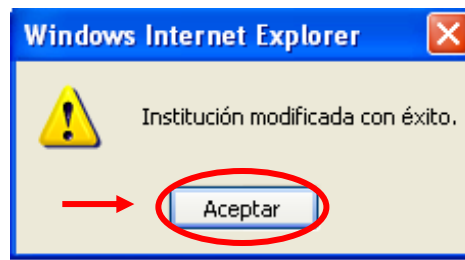 Windows Internet Explorer
Institución modificada con éxito.
Aceptar